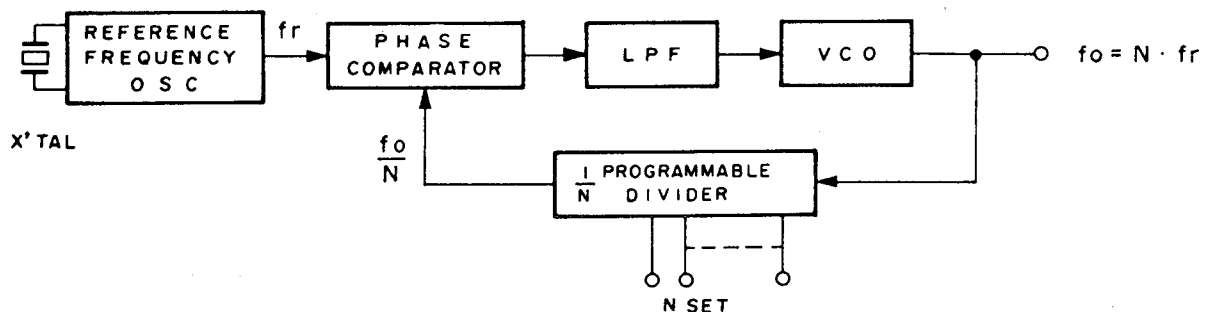 REFERENCE
FREQUENCY
OSC
fr
PHASE
COMPARATOR
LPF
VCO
fo = N · fr
X'TAL
fo
N
1
N
PROGRAMMABLE
DIVIDER
N SET